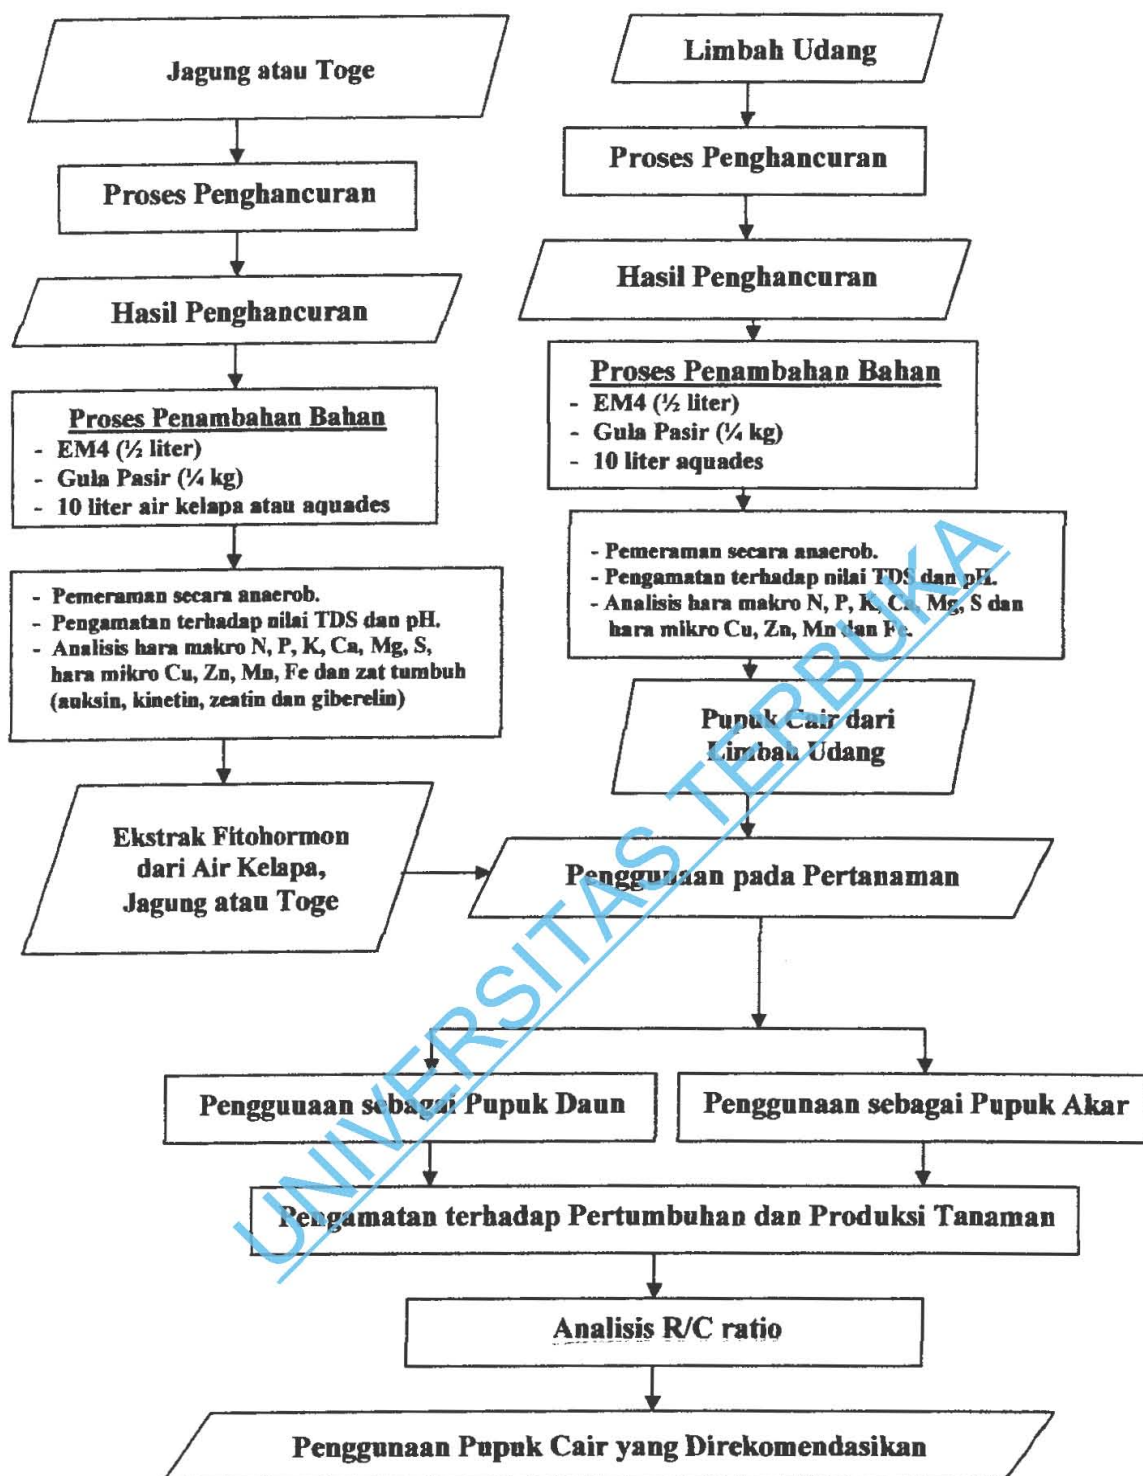 Jagung atau Toge
Proses Penghancuran
Hasil Penghancuran
Proses Penambahan Bahan
- EM4 (½ liter)
- Gula Pasir (¼ kg)
- 10 liter air kelapa atau aquades
- Pemeraman secara anaerob.
- Pengamatan terhadap nilai TDS dan pH.
- Analisis hara makro N, P, K, Ca, Mg, S,
hara mikro Cu, Zn, Mn, Fe dan zat tumbuh
(auksin, kinetin, zeatin dan giberelin)
Ekstrak Fitohormon
dari Air Kelapa,
Jagung atau Toge
Limbah Udang
Proses Penghancuran
Hasil Penghancuran
Proses Penambahan Bahan
- EM4 (½ liter)
- Gula Pasir (¼ kg)
- 10 liter aquades
- Pemeraman secara anaerob.
- Pengamatan terhadap nilai TDS dan pH.
- Analisis hara makro N, P, K, Ca, Mg, S dan
hara mikro Cu, Zn, Mn dan Fe.
Pupuk Cair dari
Limbah Udang
Penggunaan pada Pertanaman
Penggunaan sebagai Pupuk Daun
Penggunaan sebagai Pupuk Akar
Pengamatan terhadap Pertumbuhan dan Produksi Tanaman
Analisis R/C ratio
Penggunaan Pupuk Cair yang Direkomendasikan
UNIVERSITAS TERBUKA